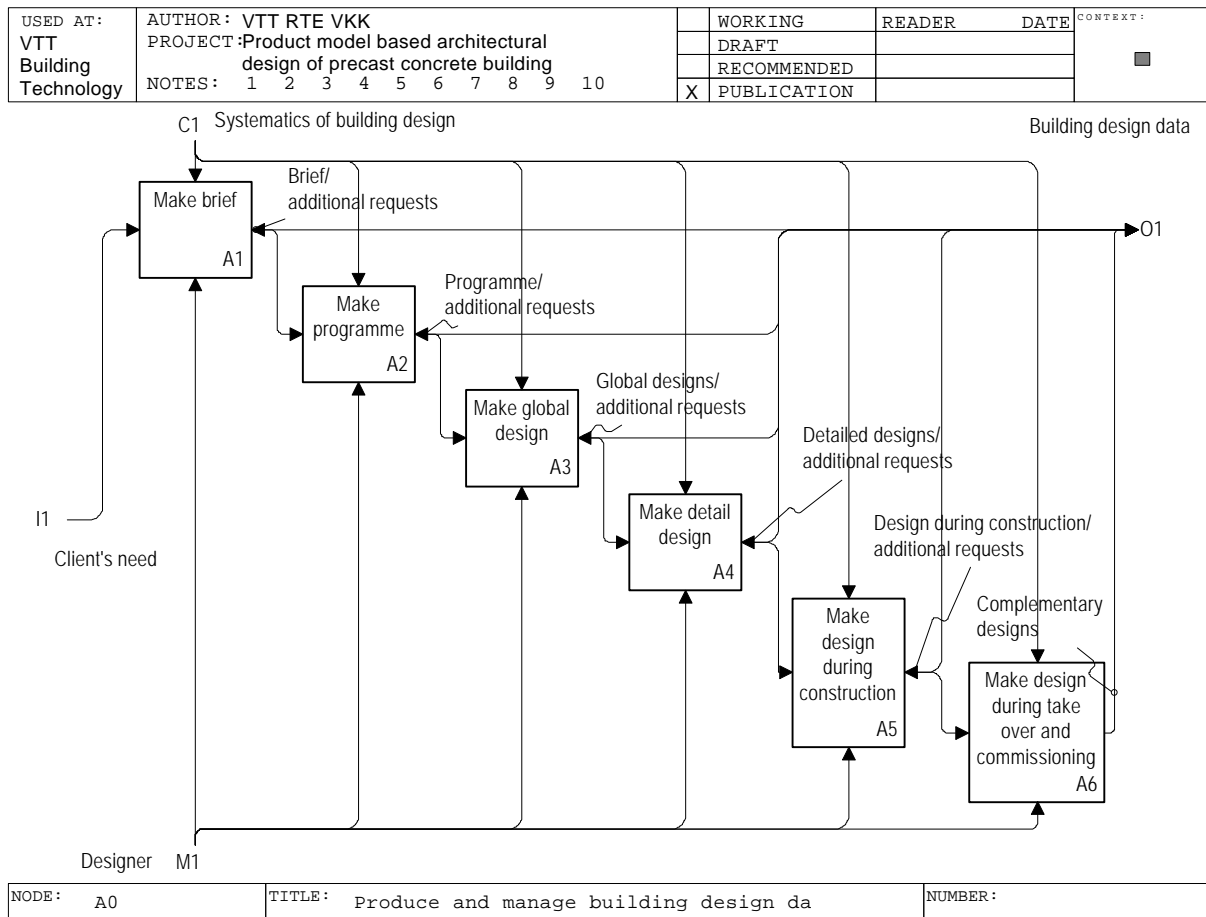 USED AT:
VTT
Building
Technology
AUTHOR: VTT RTE VKK
PROJECT:Product model based architectural
design of precast concrete building
NOTES: 1 2 3 4 5 6 7 8 9 10
WORKING
DRAFT
RECOMMENDED
X PUBLICATION
READER DATE
CONTEXT:
C1 Systematics of building design
Building design data
Make brief
A1
Brief/
additional requests
O1
Make
programme
A2
Programme/
additional requests
Make global
design
A3
Global designs/
additional requests
Make detail
design
A4
Detailed designs/
additional requests
I1
Client's need
Make
design
during
construction
A5
Design during construction/
additional requests
Make design
during take
over and
commissioning
A6
Complementary
designs
Designer M1
NODE: A0
TITLE: Produce and manage building design da
NUMBER: